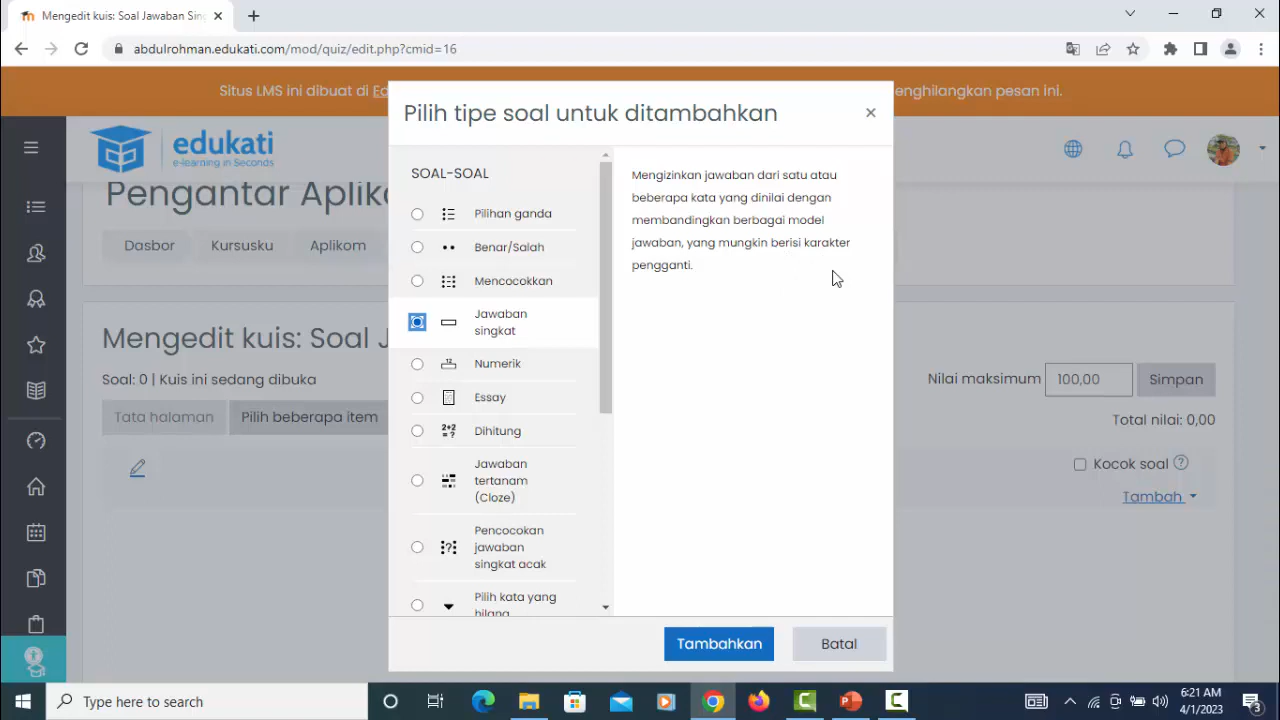 Mengedit kuis: Soal Jawaban Sin
abdulrohman.edukati.com/mod/quiz/edit.php?cmid=16
Situs LMS ini dibuat di Ed
enghilangkan pesan ini.
edukati
e-learning in Seconds
Pengantar Aplik
Dasbor
Kursusku
Aplikom
Mengedit kuis: Soal J
Soal: 0 | Kuis ini sedang dibuka
Nilai maksimum
100,00
Simpan
Tata halaman
Pilih beberapa item
Total nilai: 0,00
Kocok soal
Tambah
Pilih tipe soal untuk ditambahkan
SOAL-SOAL
Pilihan ganda
Benar/Salah
Mencocokkan
Jawaban
singkat
Numerik
Essay
Dihitung
Jawaban
tertanam
(Cloze)
Pencocokan
jawaban
singkat acak
Pilih kata yang
hilang
Mengizinkan jawaban dari satu atau
beberapa kata yang dinilai dengan
membandingkan berbagai model
jawaban, yang mungkin berisi karakter
pengganti.
Tambahkan
Batal
Type here to search
6:21 AM
4/1/2023
3